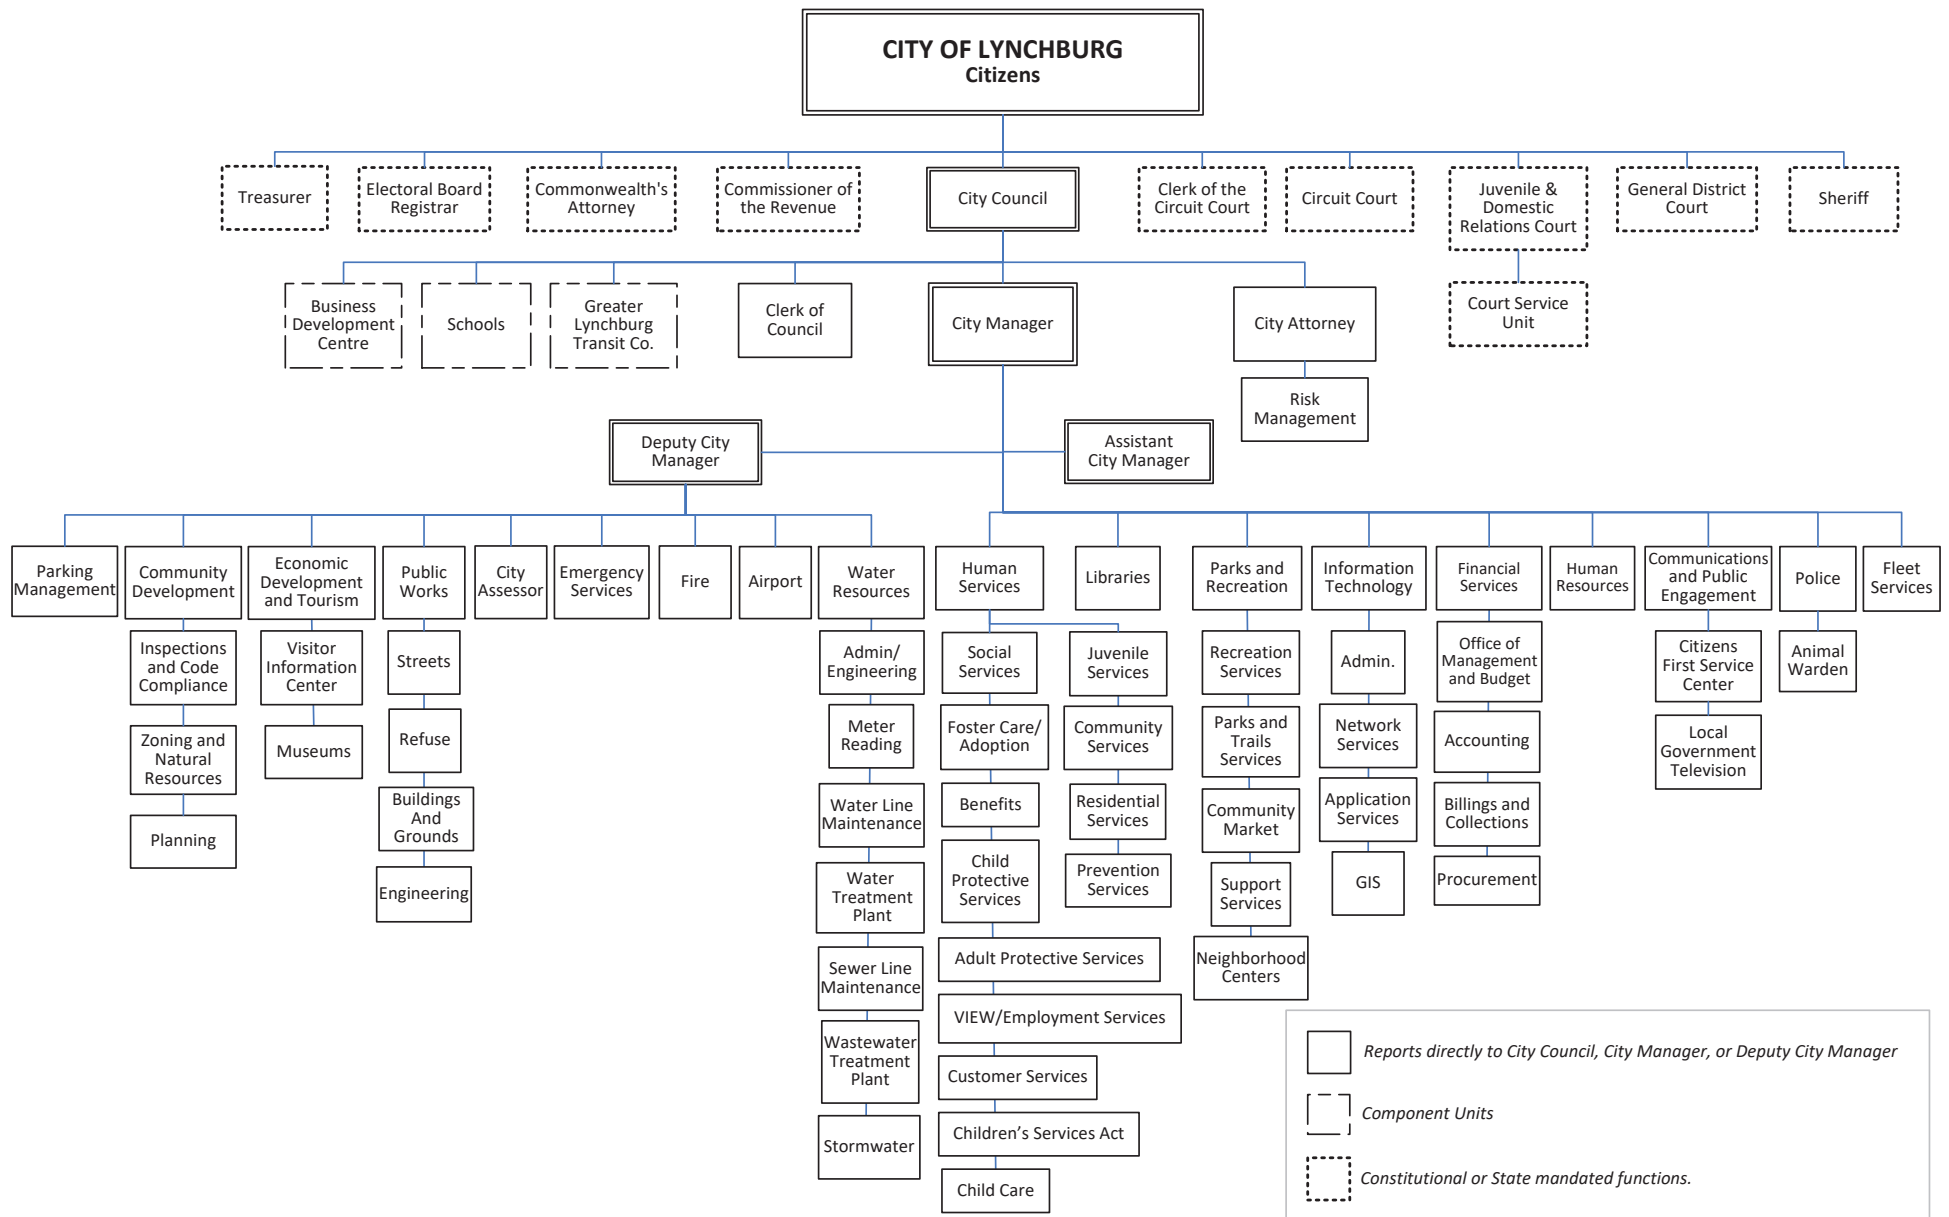 CITY OF LYNCHBURG
Citizens
Treasurer
Electoral Board
Registrar
Commonwealth's
Attorney
Commissioner of
the Revenue
City Council
Clerk of the
Circuit Court
Circuit Court
Juvenile &
Domestic
Relations Court
General District
Court
Sheriff
Business
Development
Centre
Schools
Greater
Lynchburg
Transit Co.
Clerk of
Council
City Manager
City Attorney
Court Service
Unit
Risk
Management
Deputy City
Manager
Assistant
City Manager
Parking
Management
Community
Development
Economic
Development
and Tourism
Public
Works
City
Assessor
Emergency
Services
Fire
Airport
Water
Resources
Human
Services
Libraries
Parks and
Recreation
Information
Technology
Financial
Services
Human
Resources
Communications
and Public
Engagement
Police
Fleet
Services
Inspections
and Code
Compliance
Zoning and
Natural
Resources
Planning
Visitor
Information
Center
Museums
Streets
Refuse
Buildings
And
Grounds
Engineering
Admin/
Engineering
Meter
Reading
Water Line
Maintenance
Water
Treatment
Plant
Sewer Line
Maintenance
Wastewater
Treatment
Plant
Stormwater
Social
Services
Foster Care/
Adoption
Benefits
Child
Protective
Services
Adult Protective Services
VIEW/Employment Services
Customer Services
Children’s Services Act
Child Care
Juvenile
Services
Community
Services
Residential
Services
Prevention
Services
Recreation
Services
Parks and
Trails
Services
Community
Market
Support
Services
Neighborhood
Centers
Admin.
Network
Services
Application
Services
GIS
Office of
Management
and Budget
Accounting
Billings and
Collections
Procurement
Citizens
First Service
Center
Local
Government
Television
Animal
Warden
Reports directly to City Council, City Manager, or Deputy City Manager
Component Units
Constitutional or State mandated functions.